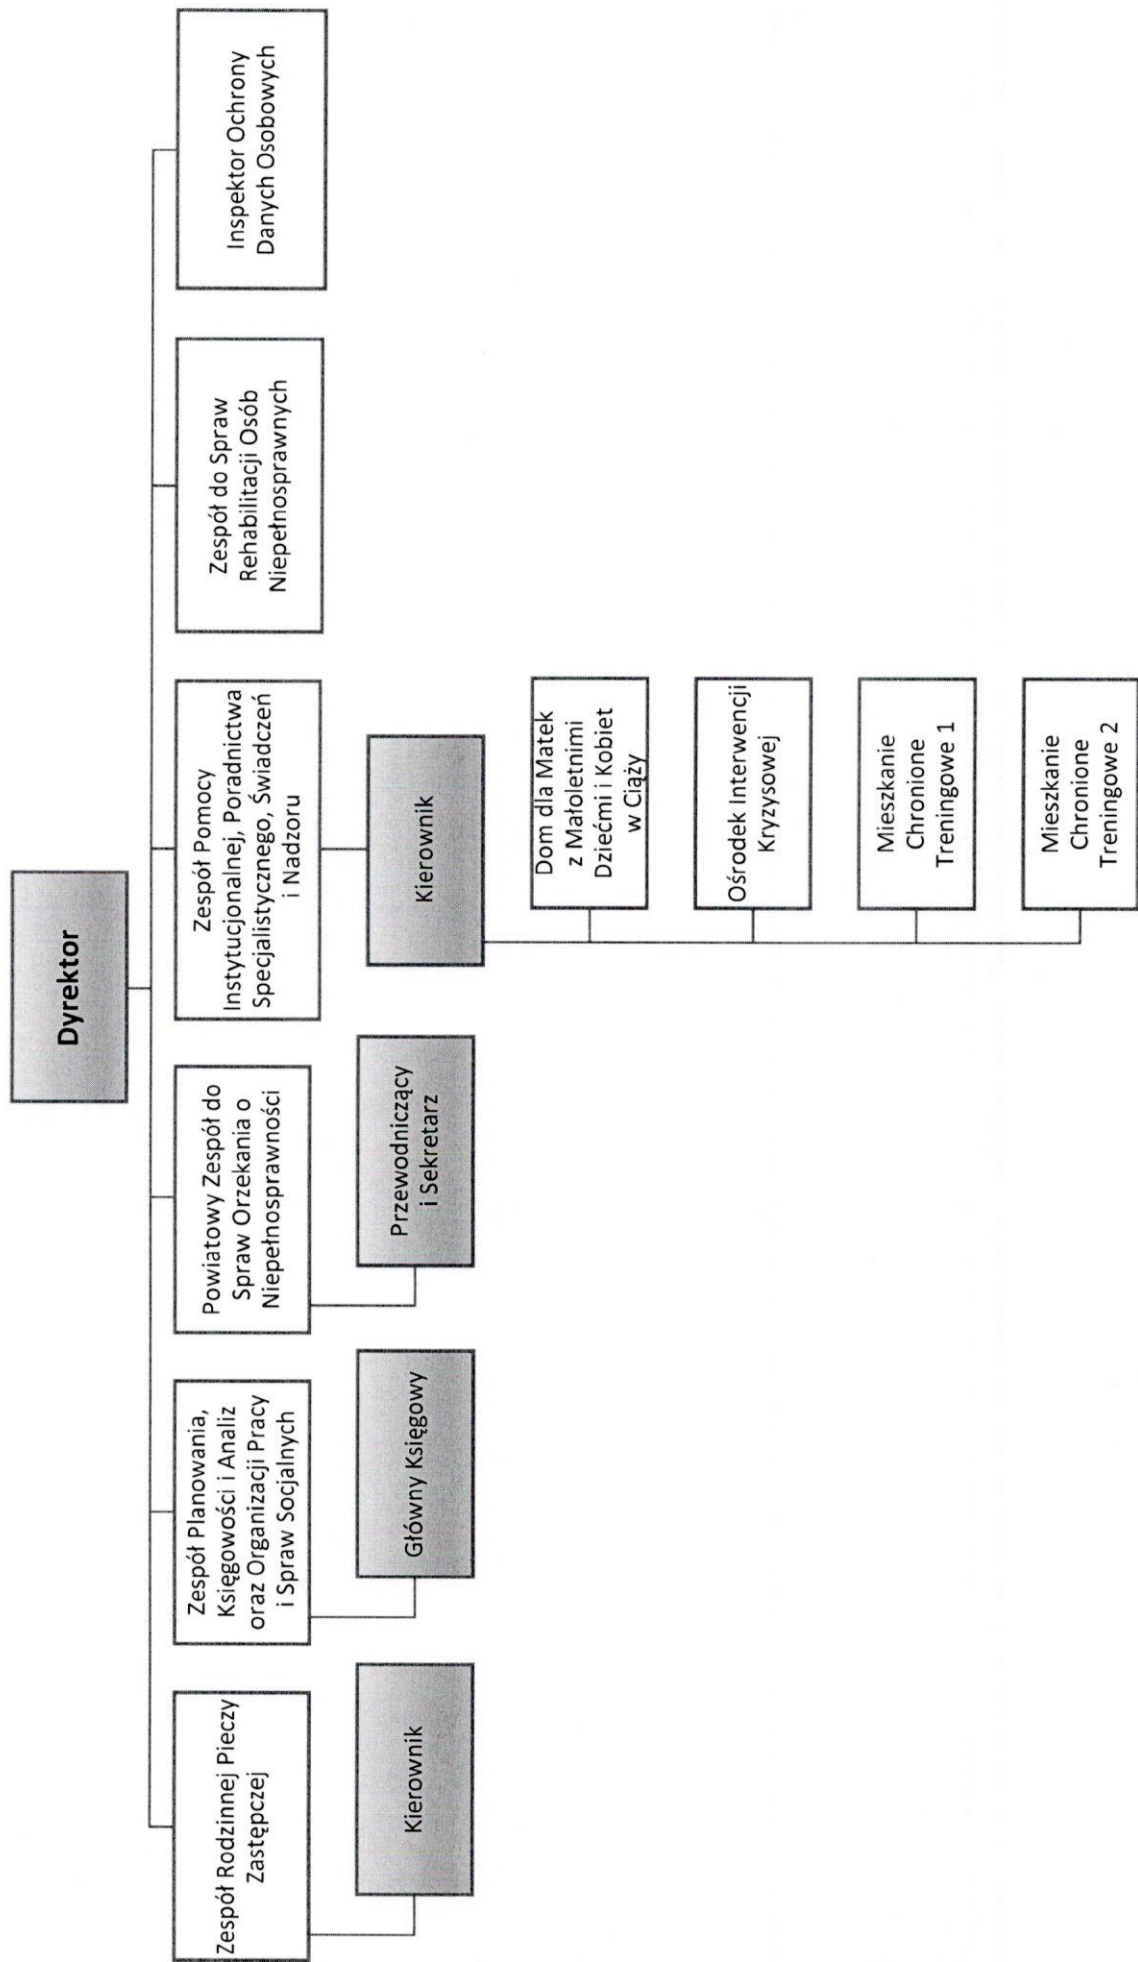 Dyrektor
Zespół Rodzinnej Pieczy
Zastępczej
Kierownik
Zespół Planowania,
Księgowości i Analiz
oraz Organizacji Pracy
i Spraw Socjalnych
Główny Księgowy
Powiatowy Zespół do
Spraw Orzekania o
Niepełnosprawności
Przewodniczący
i Sekretarz
Zespół Pomocy
Instytucjonalnej, Poradnictwa
Specjalistycznego, Świadczeń
i Nadzoru
Kierownik
Dom dla Matek
z Małoletnimi
Dziećmi i Kobiet
w Ciąży
Ośrodek Interwencji
Kryzysowej
Mieszkanie
Chronione
Treningowe 1
Mieszkanie
Chronione
Treningowe 2
Zespół do Spraw
Rehabilitacji Osób
Niepełnosprawnych
Inspektor Ochrony
Danych Osobowych